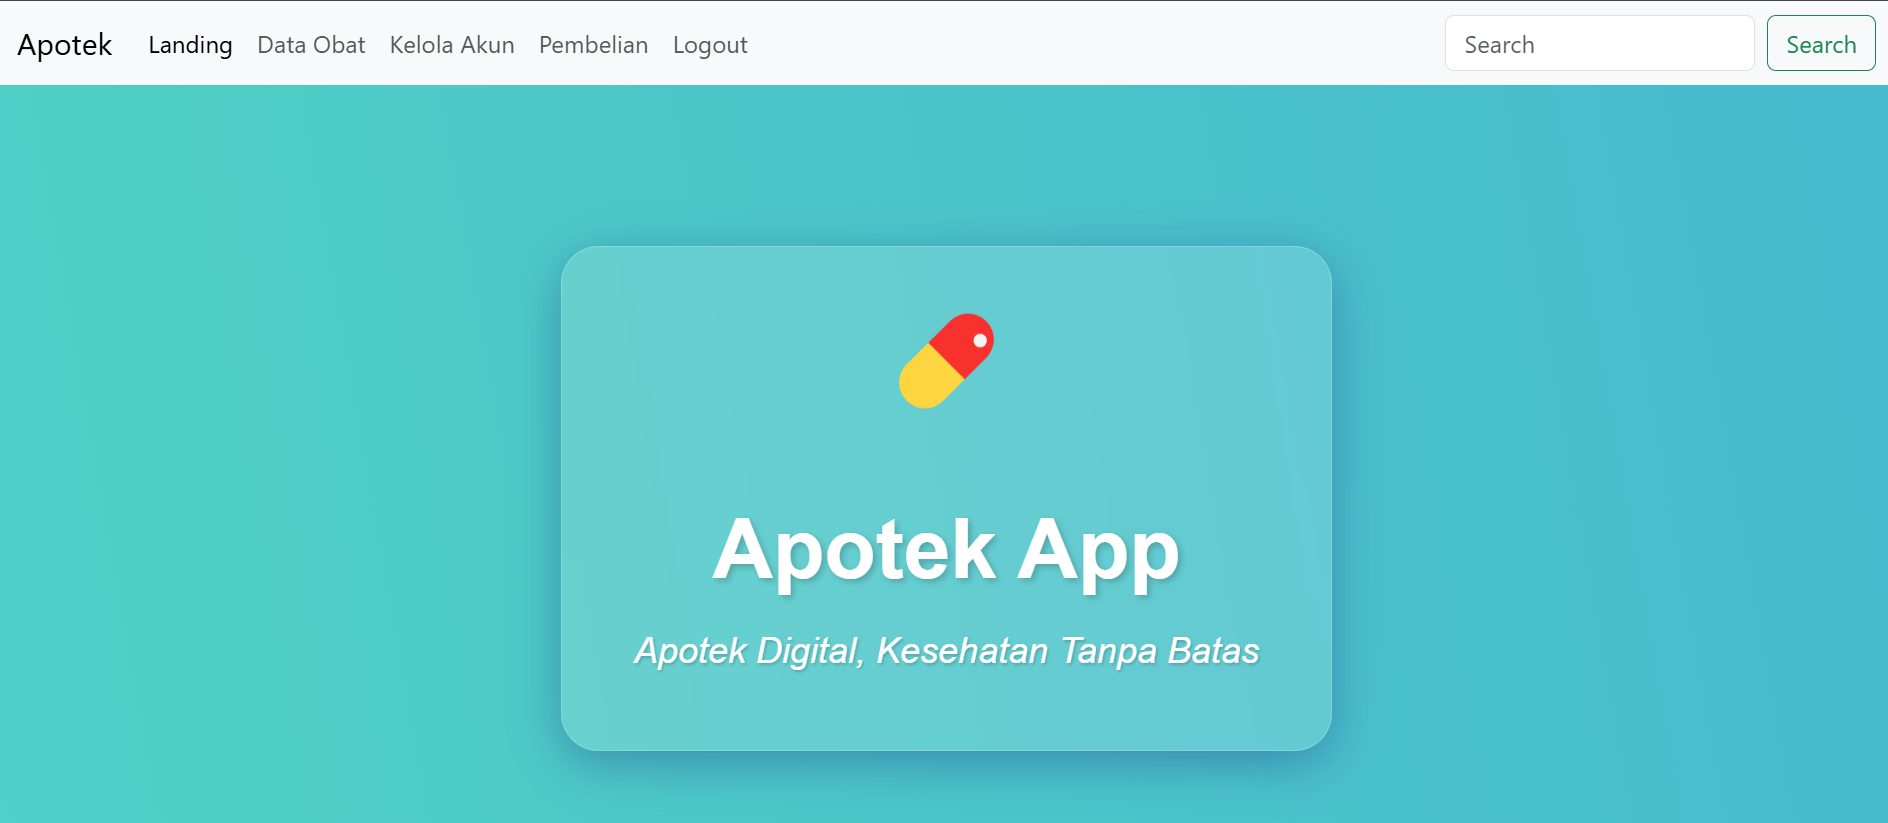 Apotek Landing Data Obat Kelola Akun Pembelian Logout Search Search
Apotek App
Apotek Digital, Kesehatan Tanpa Batas